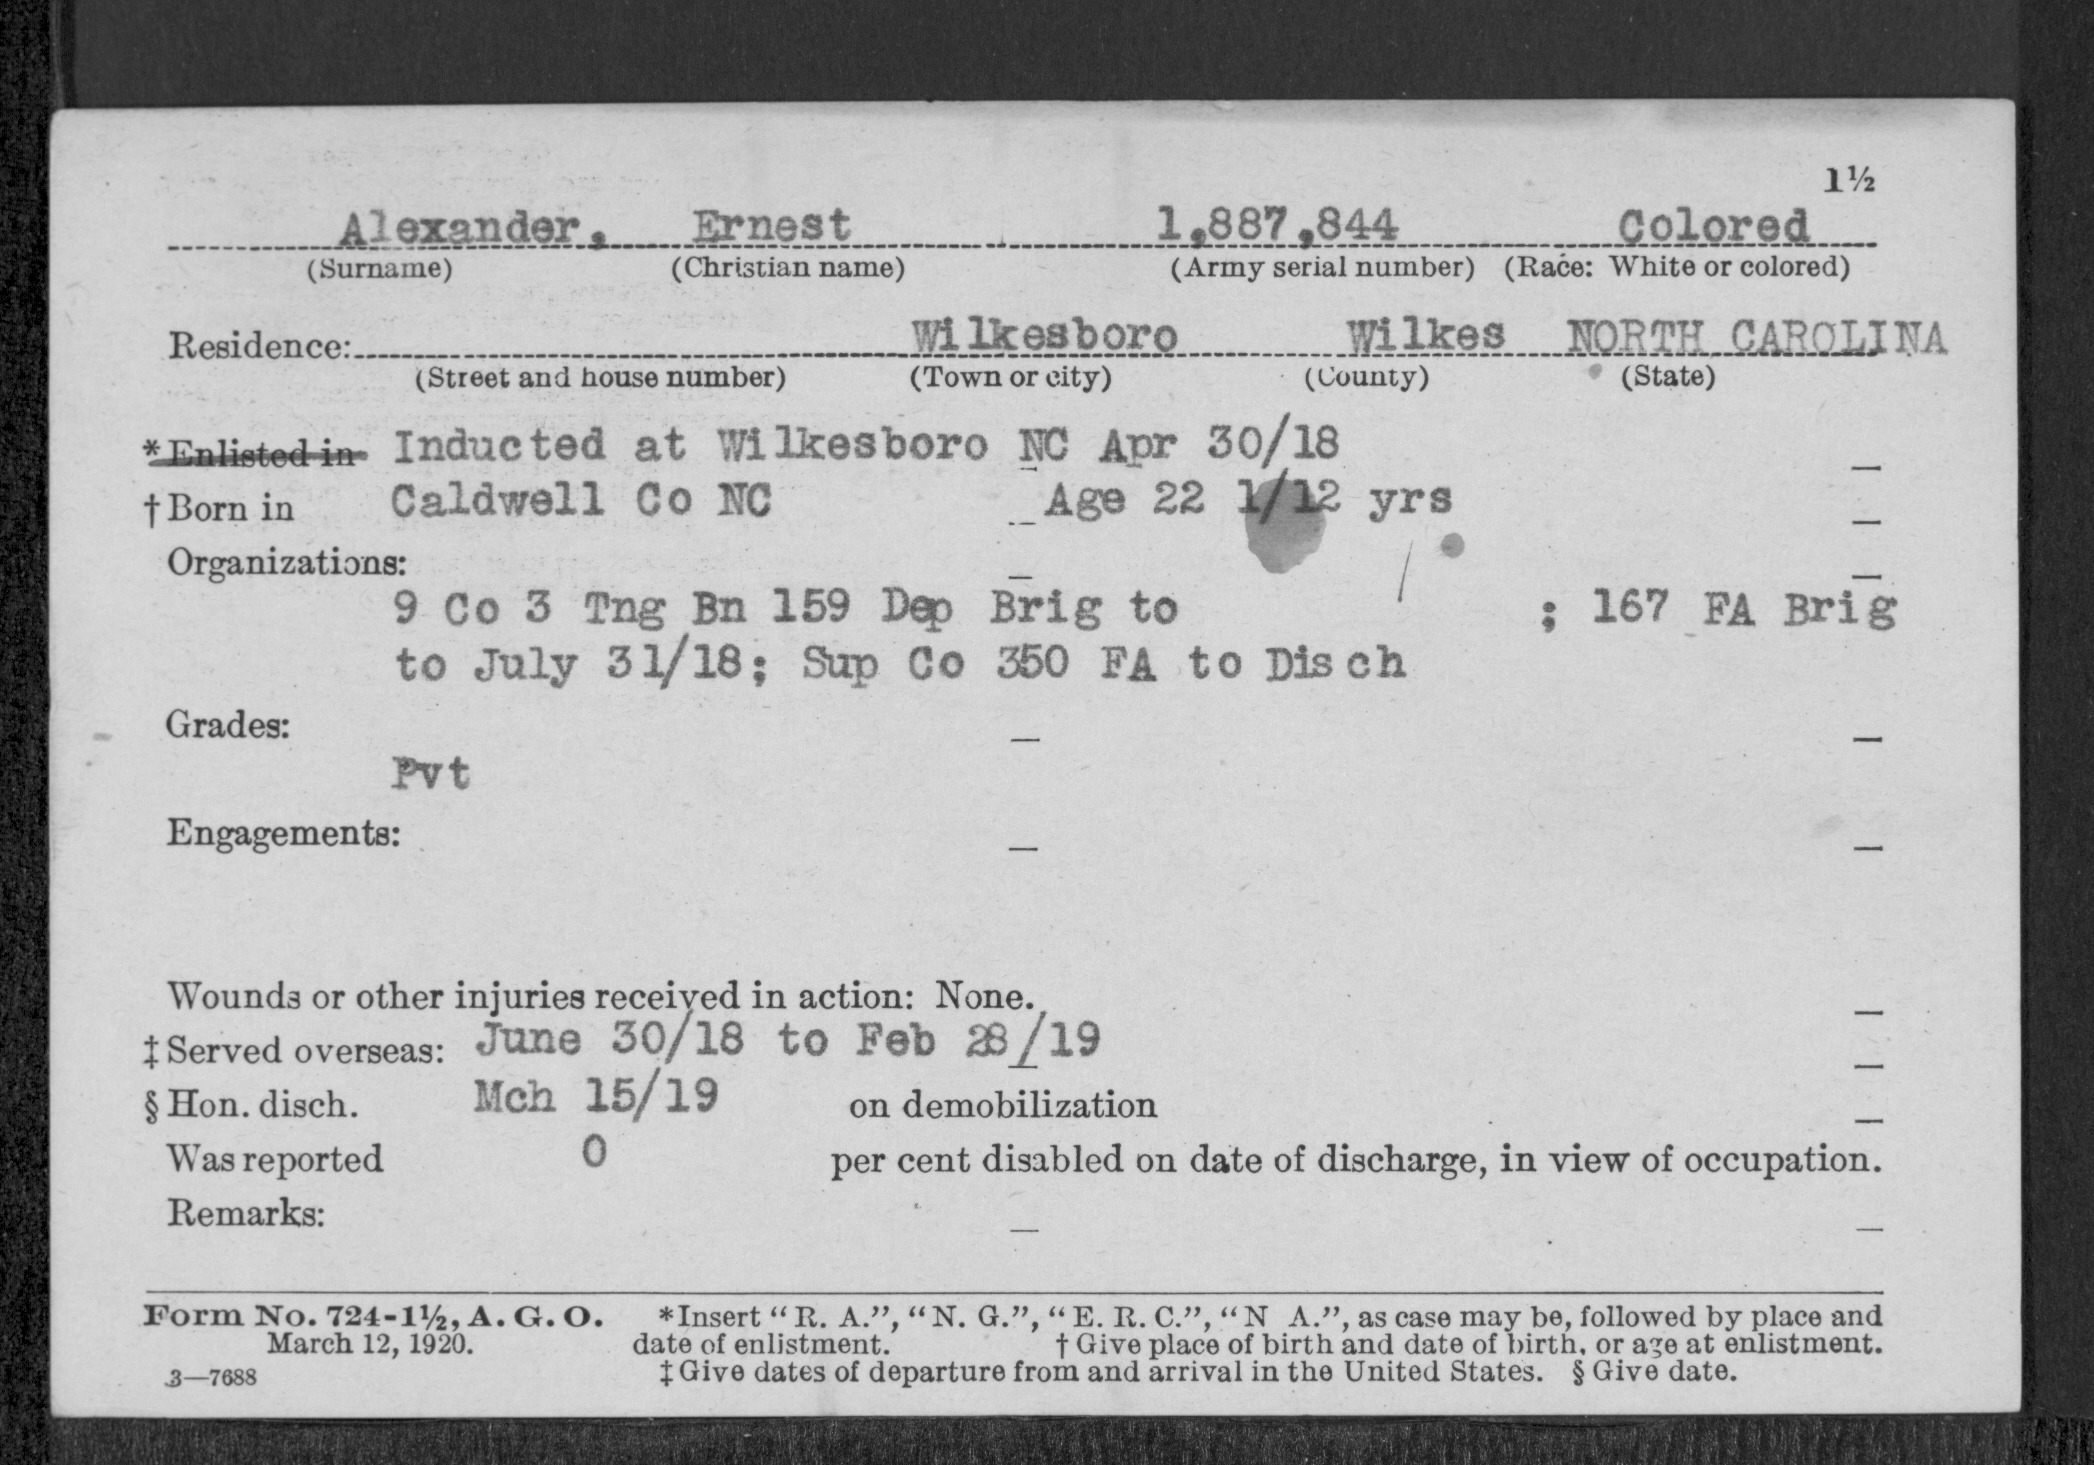 1½
Alexander, Ernest 1,887,844 Colored
(Surname) (Christian name) (Army serial number) (Race: White or colored)
Residence: Wilkesboro Wilkes NORTH CAROLINA
(Street and house number) (Town or city) (County) (State)
*Enlisted in Inducted at Wilkesboro NC Apr 30/18
†Born in Caldwell Co NC Age 22 1/12 yrs
Organizations:
9 Co 3 Tng Bn 159 Dep Brig to ; 167 FA Brig
to July 31/18; Sup Co 350 FA to Disch
Grades:
Pvt
Engagements:
Wounds or other injuries received in action: None.
‡Served overseas: June 30/18 to Feb 28/19
§Hon. disch. Mch 15/19 on demobilization
Was reported 0 per cent disabled on date of discharge, in view of occupation.
Remarks:
Form No. 724-1½, A. G. O. *Insert "R. A.", "N. G.", "E. R. C.", "N A.", as case may be, followed by place and
March 12, 1920. date of enlistment. †Give place of birth and date of birth, or age at enlistment.
3—7688 ‡Give dates of departure from and arrival in the United States. §Give date.